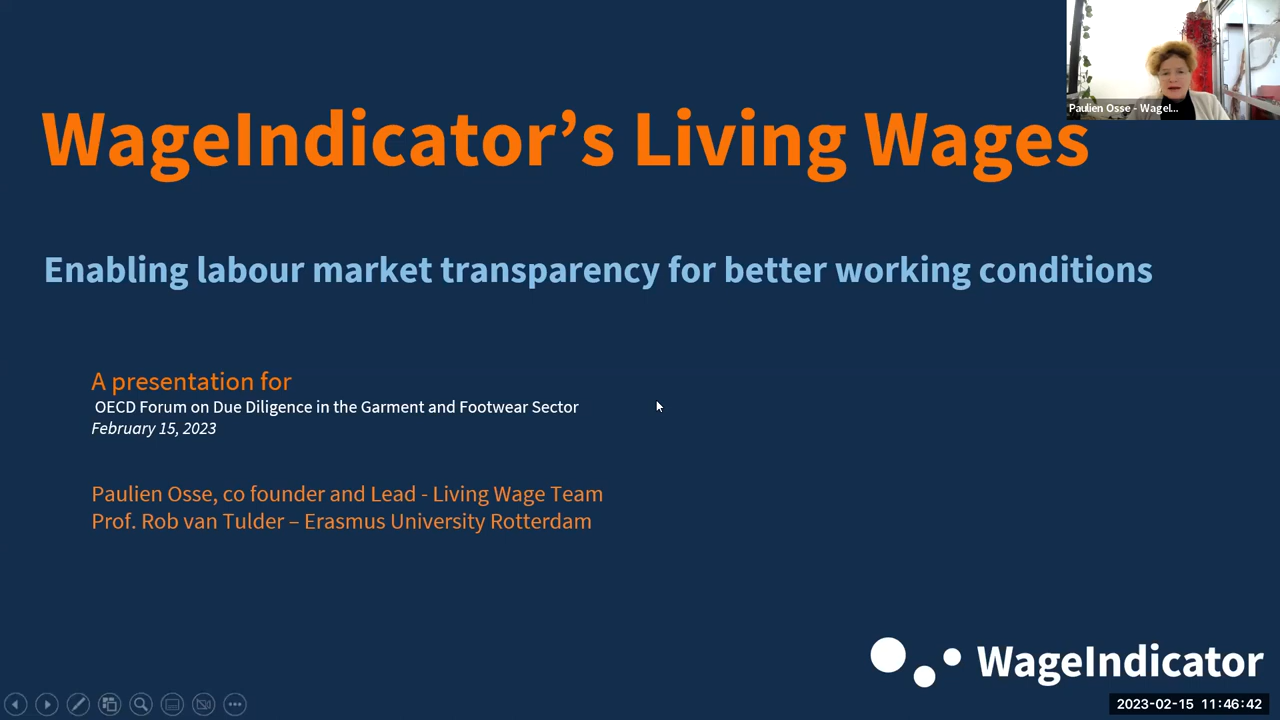 Paulien Osse - WageI...
WageIndicator’s Living Wages
Enabling labour market transparency for better working conditions
A presentation for
OECD Forum on Due Diligence in the Garment and Footwear Sector
February 15, 2023
Paulien Osse, co founder and Lead - Living Wage Team
Prof. Rob van Tulder – Erasmus University Rotterdam
WageIndicator
2023-02-15 11:46:42